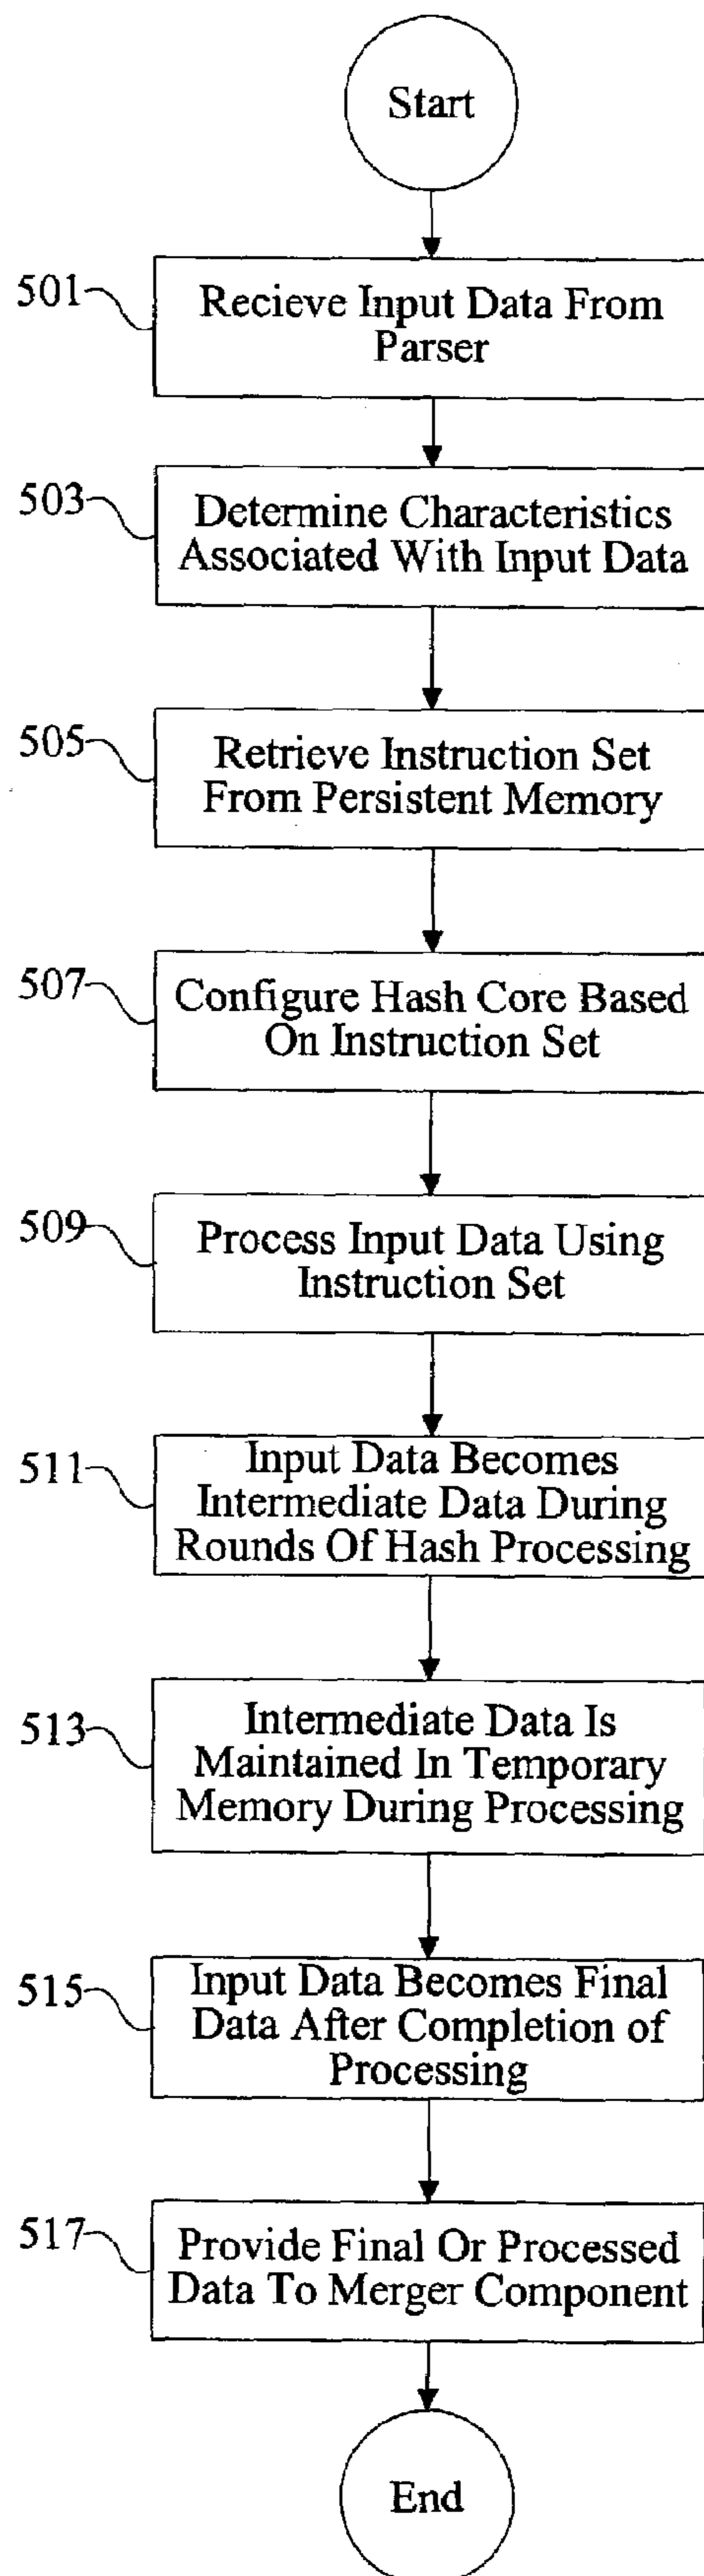 Start
501
Recieve Input Data From
Parser
503
Determine Characteristics
Associated With Input Data
505
Retrieve Instruction Set
From Persistent Memory
507
Configure Hash Core Based
On Instruction Set
509
Process Input Data Using
Instruction Set
511
Input Data Becomes
Intermediate Data During
Rounds Of Hash Processing
513
Intermediate Data Is
Maintained In Temporary
Memory During Processing
515
Input Data Becomes Final
Data After Completion of
Processing
517
Provide Final Or Processed
Data To Merger Component
End